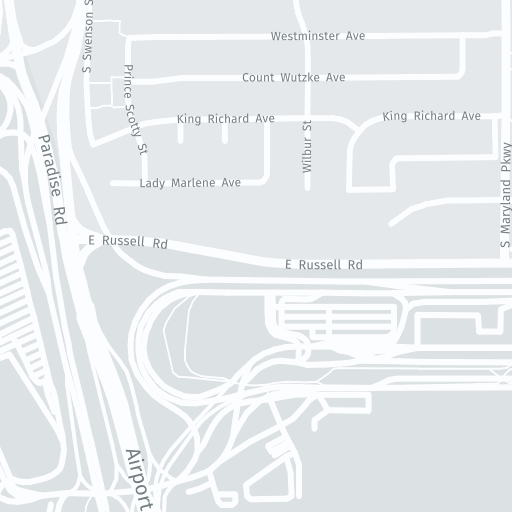 Westminster Ave
S Swenson S
Count Wutzke Ave
Prince Scotty St
King Richard Ave
King Richard Ave
Wilbur St
Paradise Rd
Lady Marlene Ave
S Maryland Pkwy
E Russell Rd
E Russell Rd
Airport